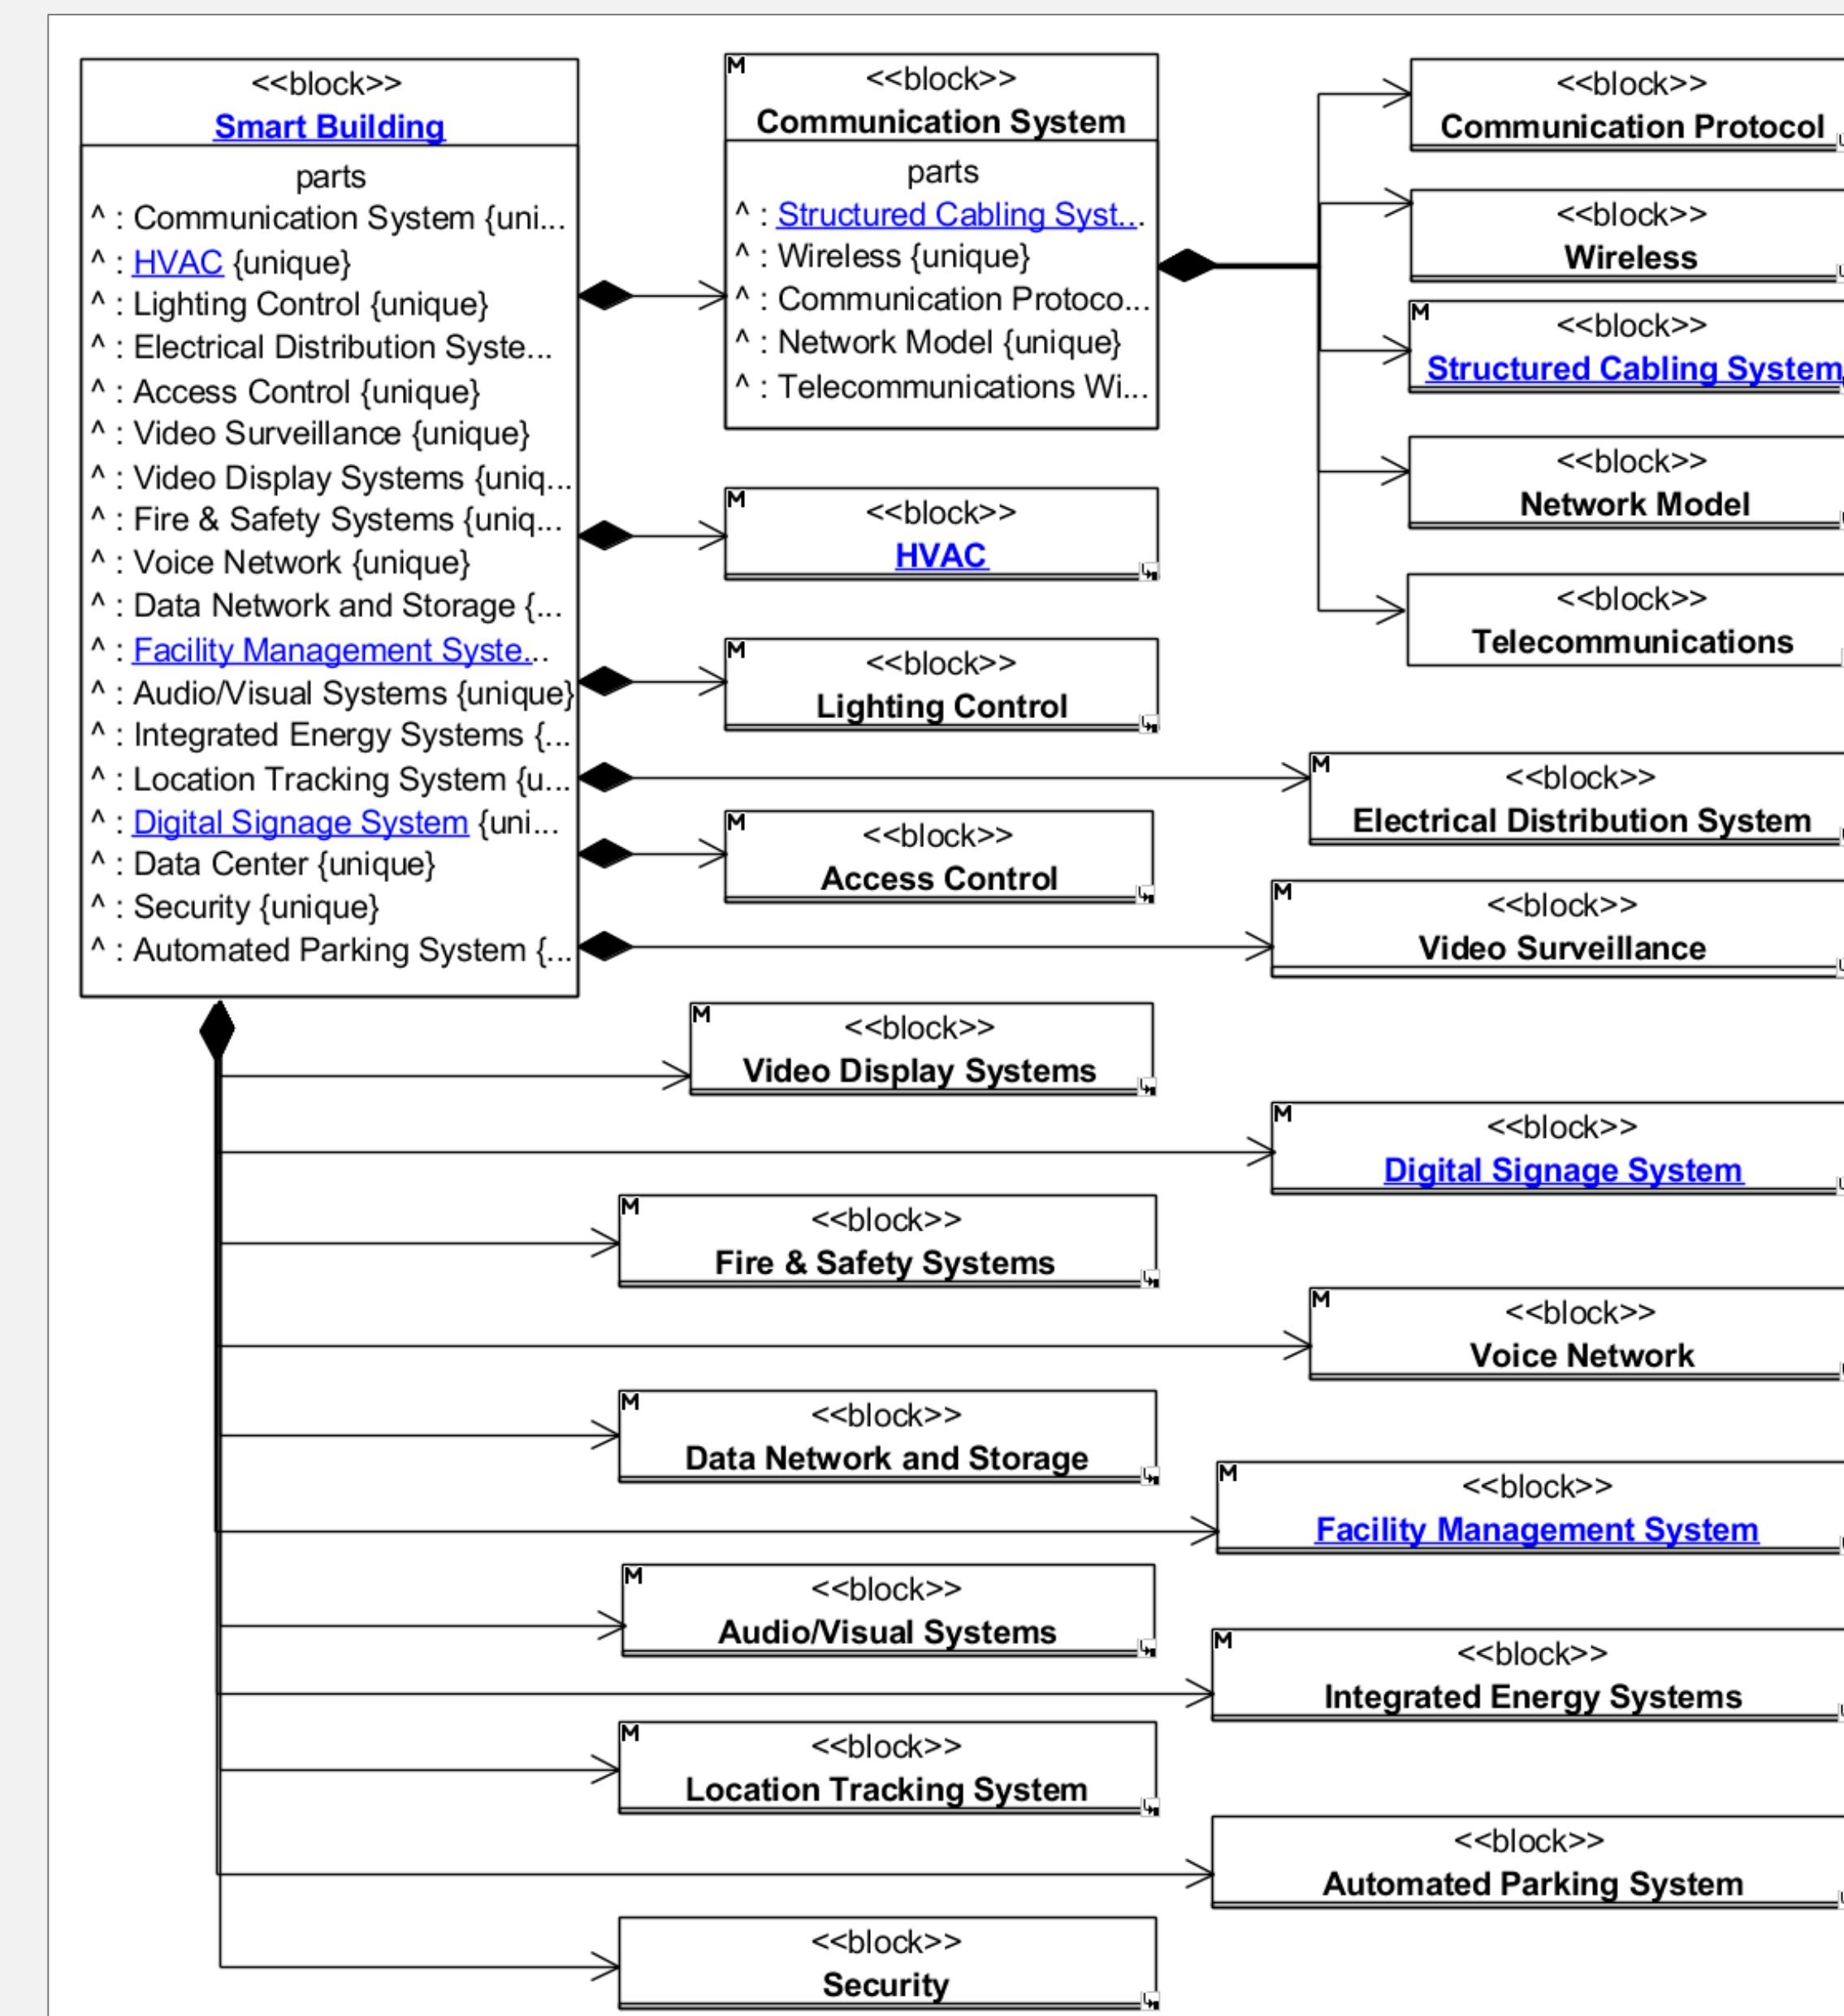 <<block>>
Smart Building
parts
^ : Communication System {uni...
^ : HVAC {unique}
^ : Lighting Control {unique}
^ : Electrical Distribution Syste...
^ : Access Control {unique}
^ : Video Surveillance {unique}
^ : Video Display Systems {uniq...
^ : Fire & Safety Systems {uniq...
^ : Voice Network {unique}
^ : Data Network and Storage {...
^ : Facility Management Syste...
^ : Audio/Visual Systems {unique}
^ : Integrated Energy Systems {...
^ : Location Tracking System {u...
^ : Digital Signage System {uni...
^ : Data Center {unique}
^ : Security {unique}
^ : Automated Parking System {...
M
<<block>>
Communication System
parts
^ : Structured Cabling Syst...
^ : Wireless {unique}
^ : Communication Protoco...
^ : Network Model {unique}
^ : Telecommunications Wi...
<<block>>
Communication Protocol
<<block>>
Wireless
M
<<block>>
Structured Cabling System
<<block>>
Network Model
<<block>>
Telecommunications
M
<<block>>
HVAC
M
<<block>>
Lighting Control
M
<<block>>
Electrical Distribution System
M
<<block>>
Access Control
M
<<block>>
Video Surveillance
M
<<block>>
Video Display Systems
M
<<block>>
Digital Signage System
M
<<block>>
Fire & Safety Systems
M
<<block>>
Voice Network
M
<<block>>
Data Network and Storage
M
<<block>>
Facility Management System
M
<<block>>
Audio/Visual Systems
M
<<block>>
Integrated Energy Systems
M
<<block>>
Location Tracking System
<<block>>
Automated Parking System
<<block>>
Security